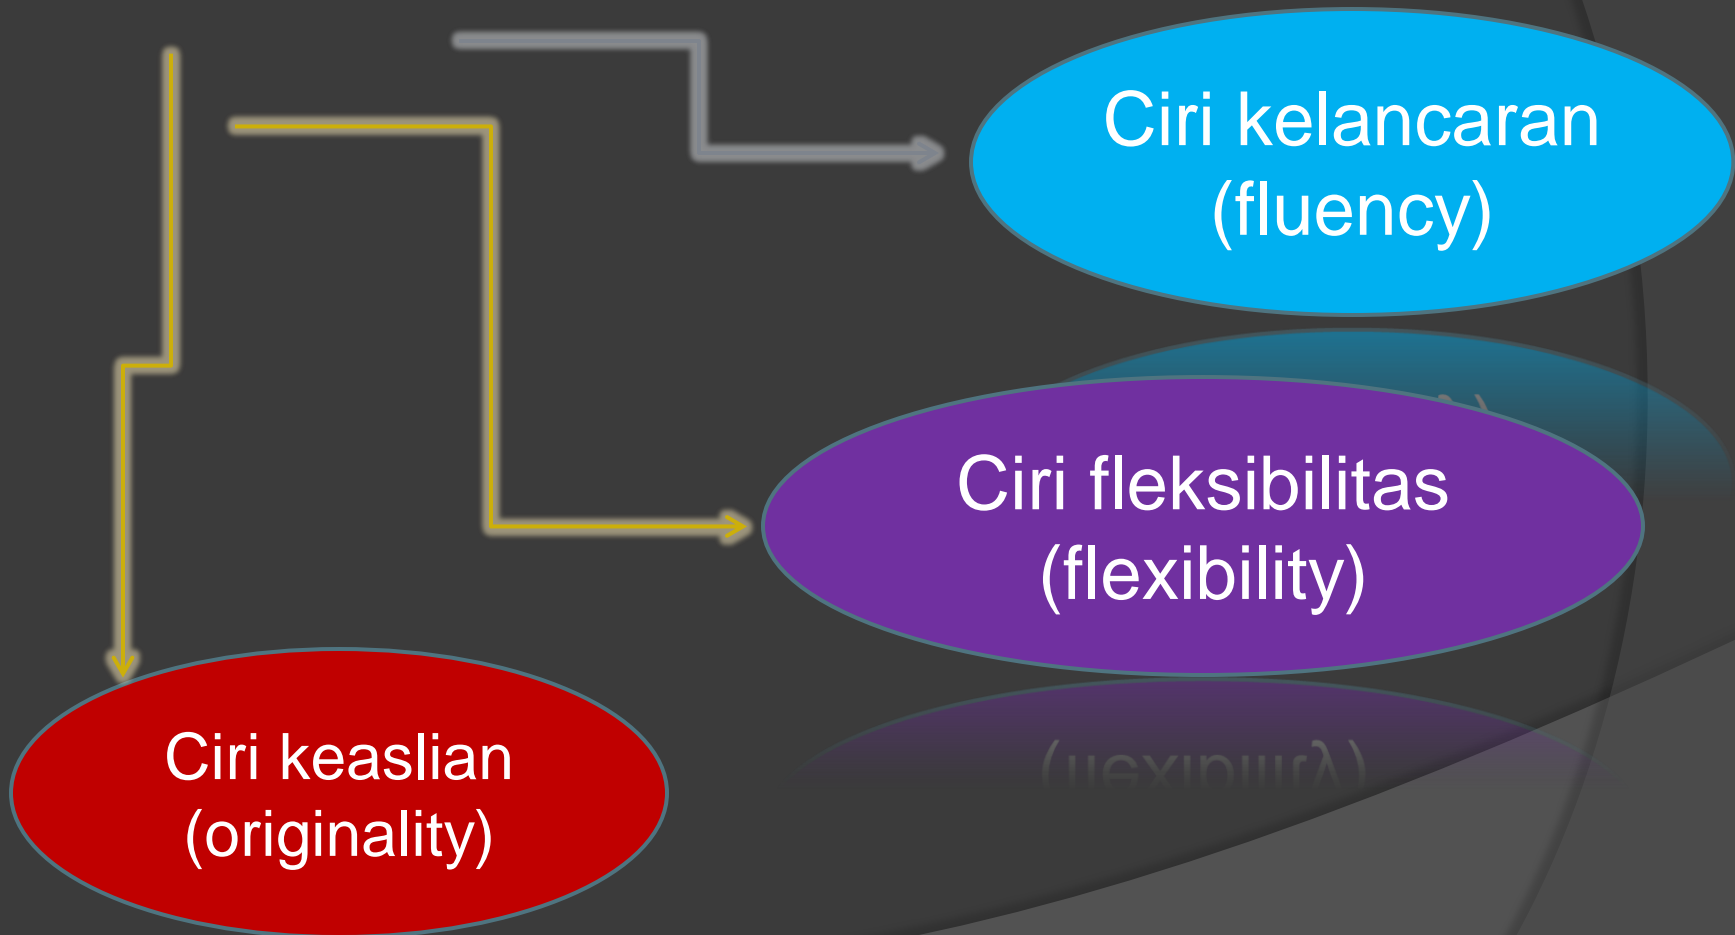 Ciri kelancaran
(fluency)
Ciri fleksibilitas
(flexibility)
Ciri keaslian
(originality)